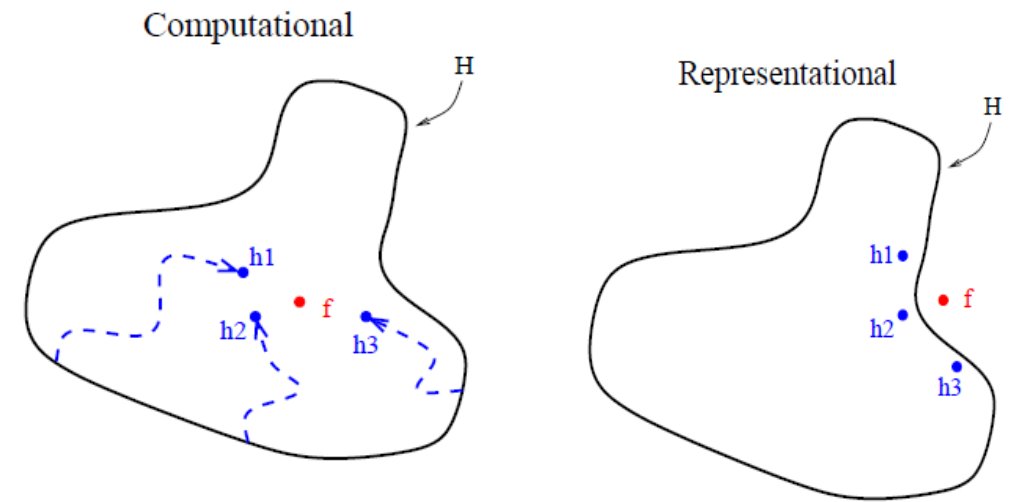 Computational
H
h1
f
h2
h3
Representational
H
h1
f
h2
h3